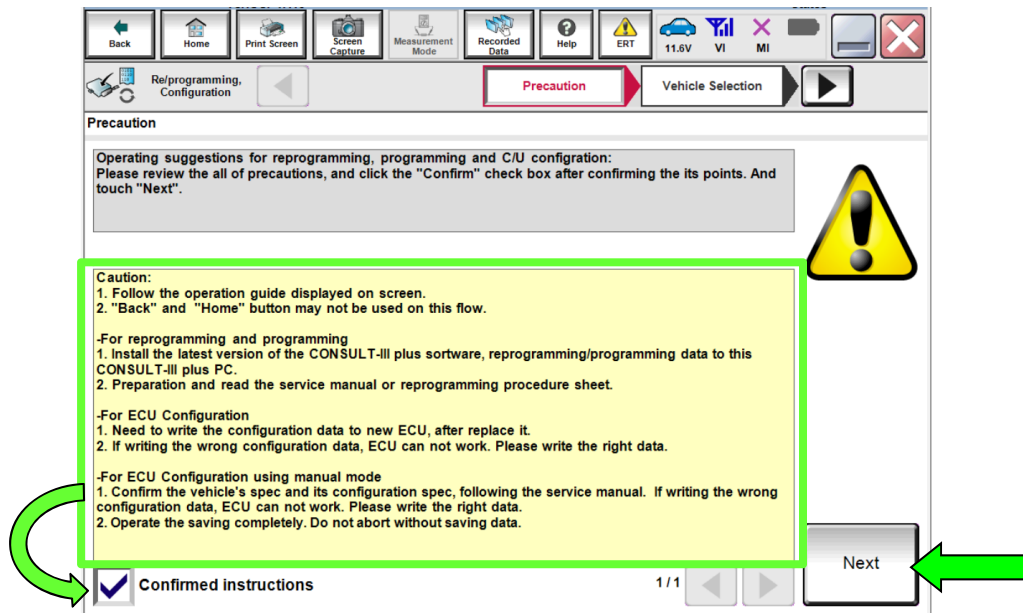 Back
Home
Print Screen
Screen
Capture
Measurement
Mode
Recorded
Data
Help
ERT
11.6V
VI
MI
Re/programming,
Configuration
Precaution
Vehicle Selection
Precaution
Operating suggestions for reprogramming, programming and C/U configration:
Please review the all of precautions, and click the "Confirm" check box after confirming the its points. And
touch "Next".
Caution:
1. Follow the operation guide displayed on screen.
2. "Back" and "Home" button may not be used on this flow.
-For reprogramming and programming
1. Install the latest version of the CONSULT-III plus sortware, reprogramming/programming data to this
CONSULT-III plus PC.
2. Preparation and read the service manual or reprogramming procedure sheet.
-For ECU Configuration
1. Need to write the configuration data to new ECU, after replace it.
2. If writing the wrong configuration data, ECU can not work. Please write the right data.
-For ECU Configuration using manual mode
1. Confirm the vehicle's spec and its configuration spec, following the service manual. If writing the wrong
configuration data, ECU can not work. Please write the right data.
2. Operate the saving completely. Do not abort without saving data.
Confirmed instructions
1/1
Next